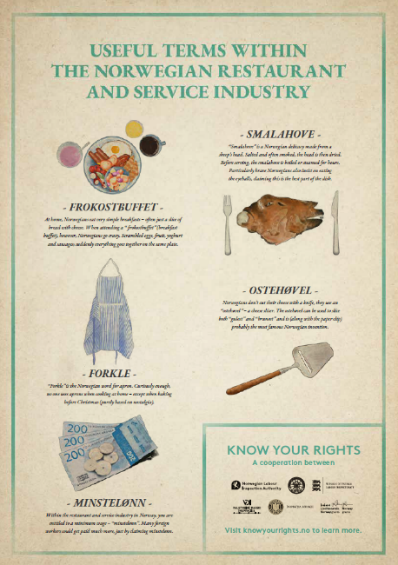 USEFUL TERMS WITHIN
THE NORWEGIAN RESTAURANT
AND SERVICE INDUSTRY
- SMALAHOVE -
"Smalahove" is a Norwegian delicacy made from a
sheep's head. Salted and often smoked, the head is then dried.
Before serving, the smalahove is boiled or steamed for hours.
Particularly brave Norwegians also insist on eating
the eyeballs, claiming this is the best part of the dish.
- FROKOSTBUFFET -
At home, Norwegians eat very simple breakfasts – often just a slice of
bread with cheese. When attending a "frokostbuffet" (breakfast
buffet), however, Norwegians go crazy. Scrambled eggs, fruit, yoghurt
and sausages suddenly everything goes together on the same plate.
- OSTEHØVEL -
Norwegians don't cut their cheese with a knife, they use an
"ostehøvel" – a cheese slicer. The ostehøvel can be used to slice
both "gulost" and "brunost" and is (along with the paperclip)
probably the most famous Norwegian invention.
- FORKLE -
"Forkle" is the Norwegian word for apron. Curiously enough,
no one uses aprons when cooking at home – except when baking
before Christmas (purely based on nostalgia).
200
200
200
- MINSTELØNN -
Within the restaurant and service industry in Norway, you are
entitled to a minimum wage – "minstelønn". Many foreign
workers could get paid much more, just by claiming minstelønn.
KNOW YOUR RIGHTS
A cooperation between
Norwegian Labour
Inspection Authority
Visit knowyourrights.no to learn more.